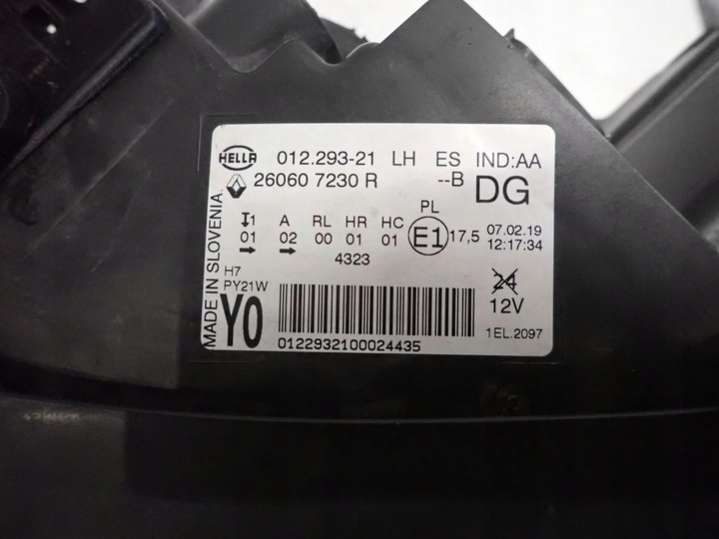 HELLA 012.293-21 LH ES IND:AA
26060 7230 R --B DG
PL
1 A RL HR HC E1 17,5 07.02.19
01 02 00 01 01 12:17:34
4323
H7
PY21W
24
12V
YO
1EL.2097
0122932100024435
MADE IN SLOVENIA.